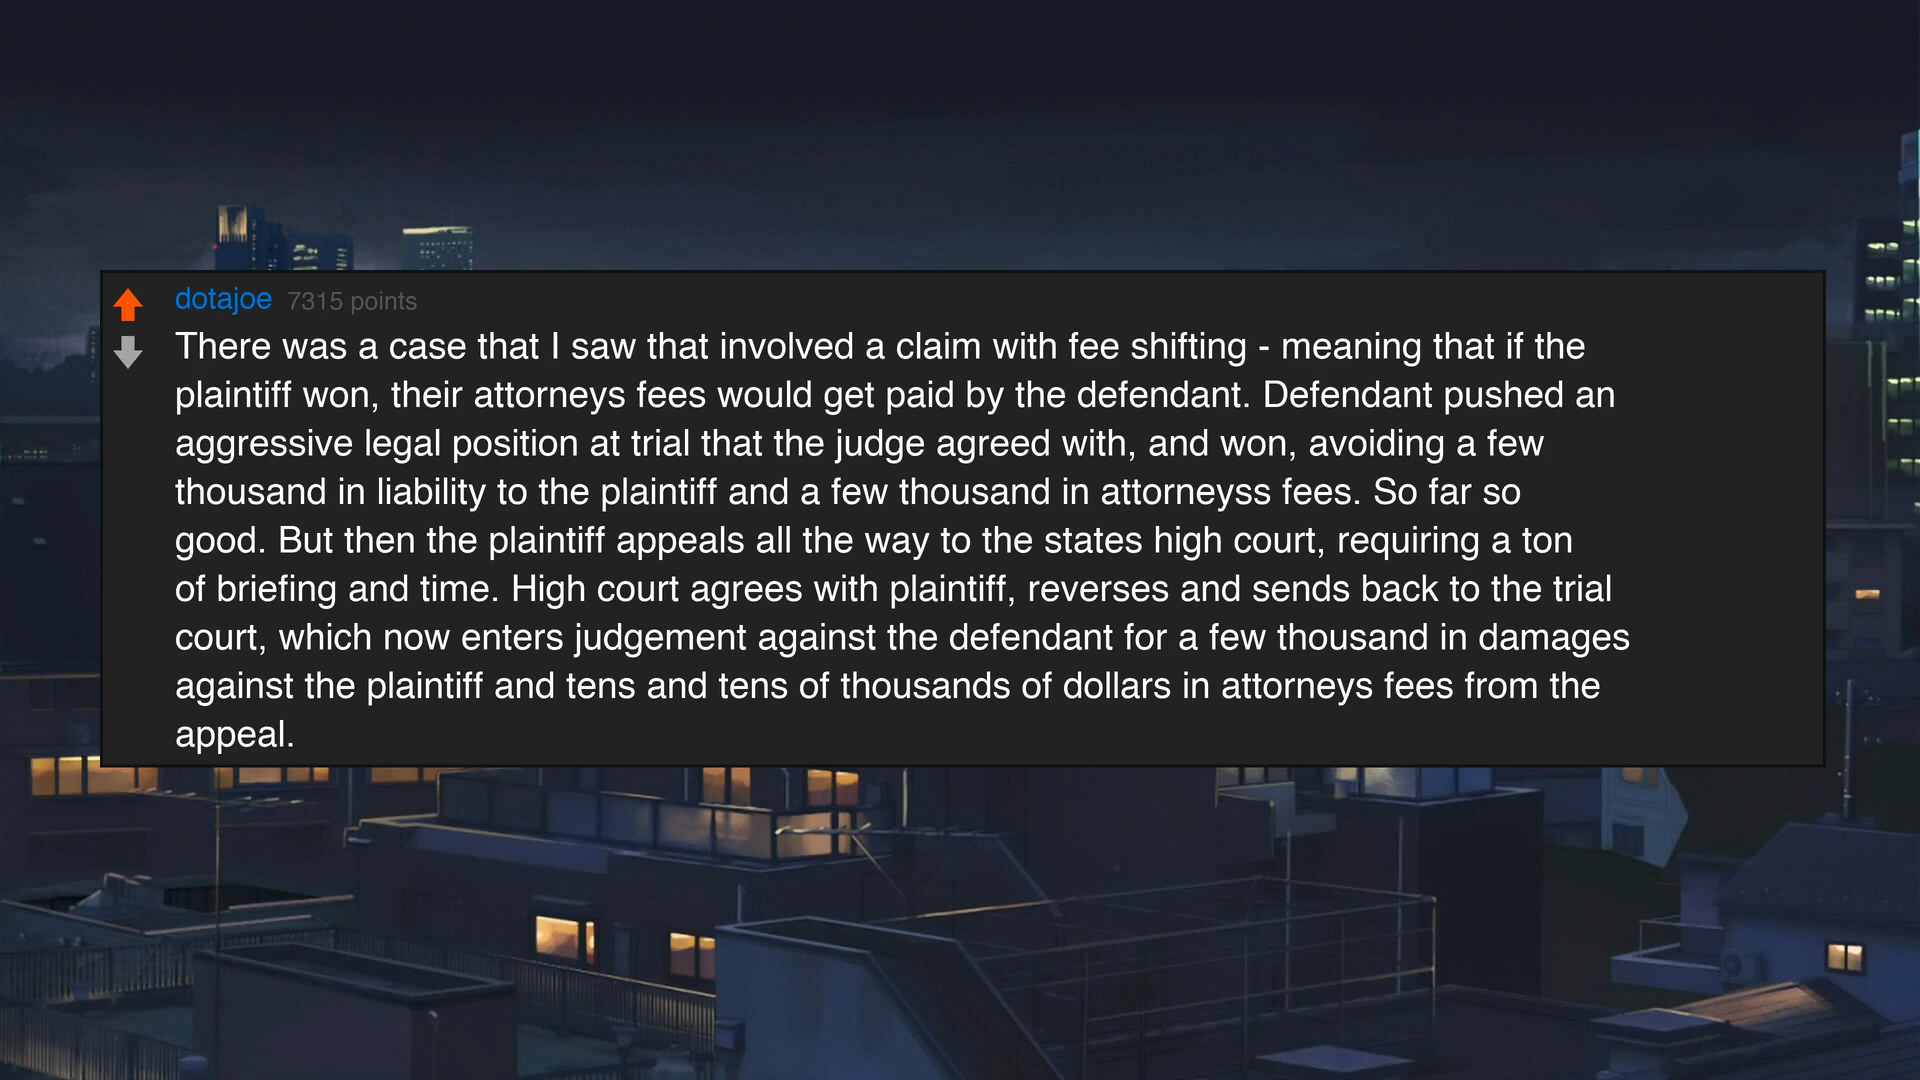 dotajoe 7315 points
There was a case that I saw that involved a claim with fee shifting - meaning that if the
plaintiff won, their attorneys fees would get paid by the defendant. Defendant pushed an
aggressive legal position at trial that the judge agreed with, and won, avoiding a few
thousand in liability to the plaintiff and a few thousand in attorneyss fees. So far so
good. But then the plaintiff appeals all the way to the states high court, requiring a ton
of briefing and time. High court agrees with plaintiff, reverses and sends back to the trial
court, which now enters judgement against the defendant for a few thousand in damages
against the plaintiff and tens and tens of thousands of dollars in attorneys fees from the
appeal.